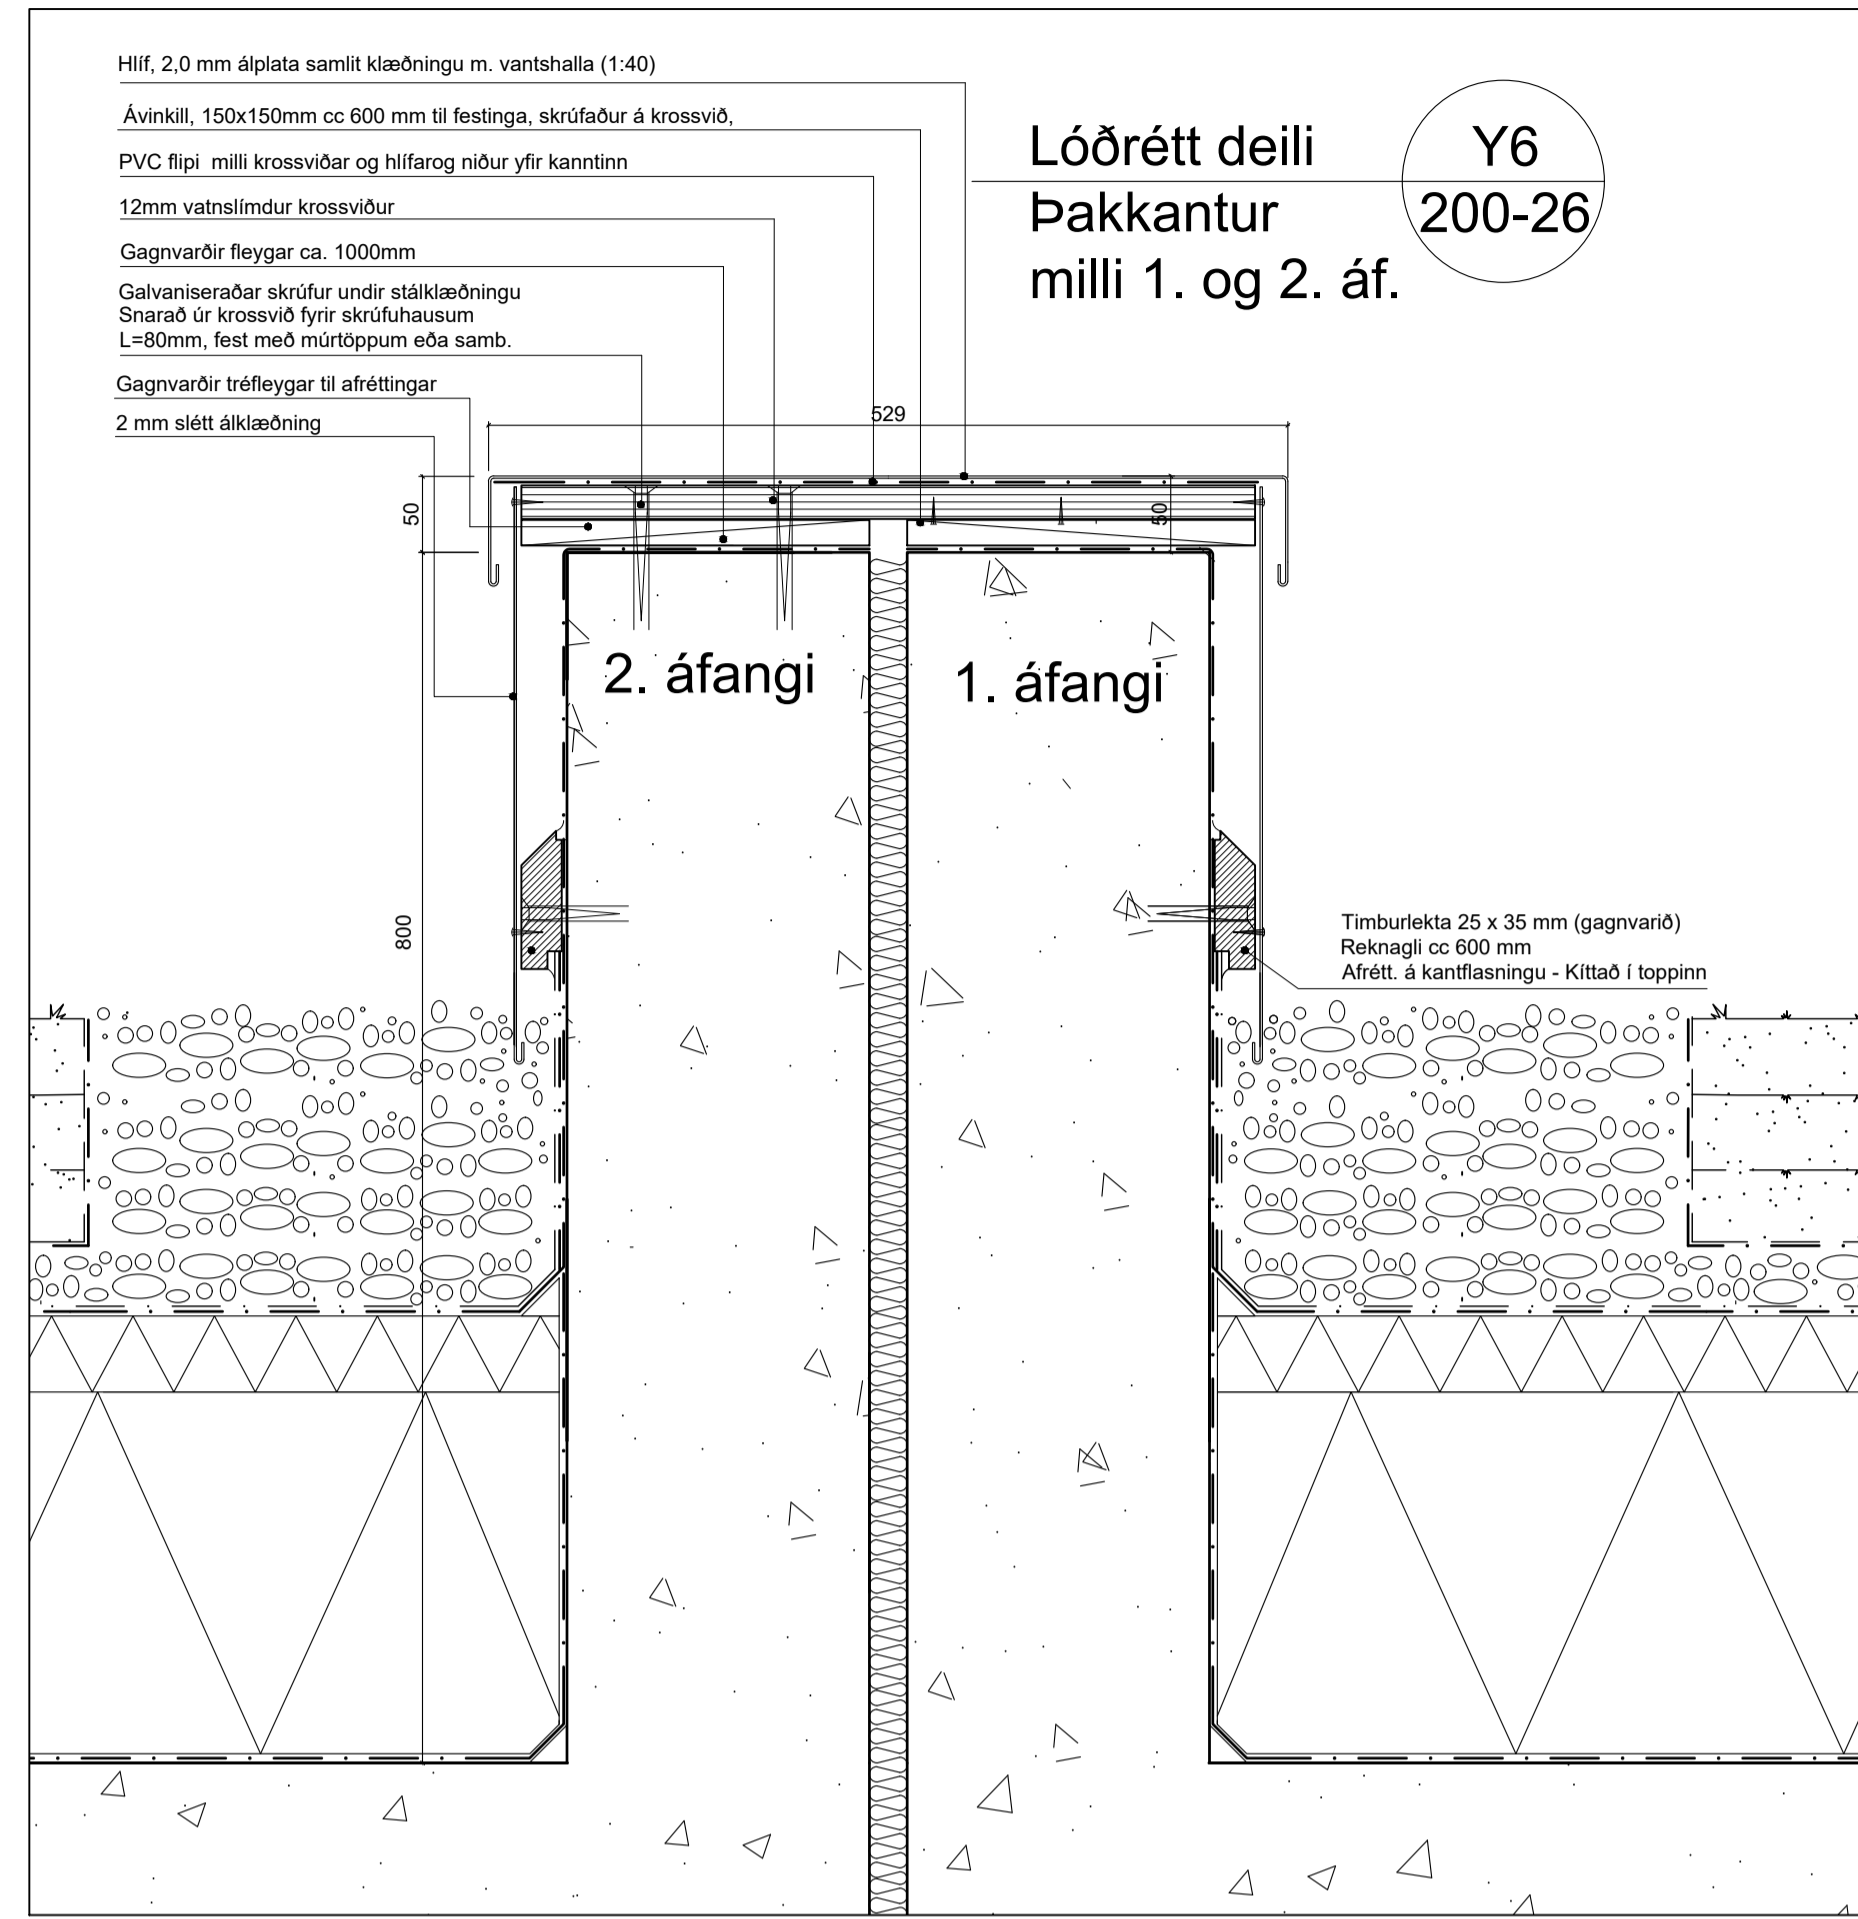 Hlíf, 2,0 mm álplata samlit klæðningu m. vantshalla (1:40)
Ávinkill, 150x150mm cc 600 mm til festinga, skrúfaður á krossvið,
PVC flipi milli krossviðar og hlífarog niður yfir kanntinn
12mm vatnslímdur krossviður
Gagnvarðir fleygar ca. 1000mm
Galvaniseraðar skrúfur undir stálklæðningu
Snarað úr krossvið fyrir skrúfuhausum
L=80mm, fest með múrtöppum eða samb.
Gagnvarðir tréfleygar til afréttingar
2 mm slétt álklæðning
Lóðrétt deili
Þakkantur
milli 1. og 2. áf.
Y6
200-26
529
50
50
2. áfangi
1. áfangi
800
Timburlekta 25 x 35 mm (gagnvarið)
Reknagli cc 600 mm
Afrétt. á kantflasningu - Kíttað í toppinn